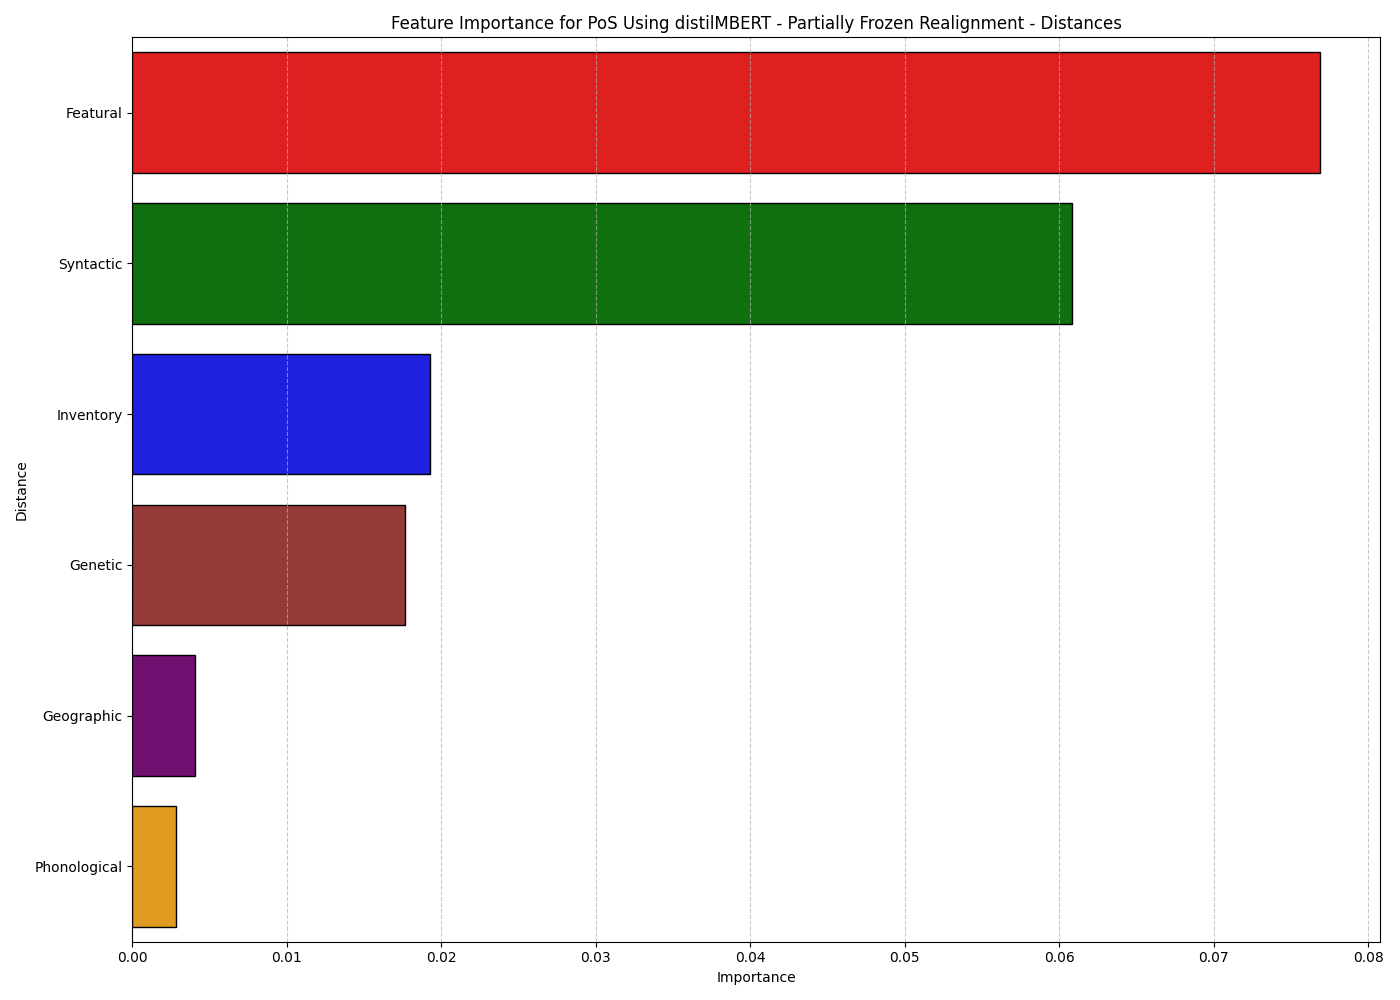 Feature Importance for PoS Using distilMBERT - Partially Frozen Realignment - Distances
Featural
Syntactic
Inventory
Genetic
Geographic
Phonological
Distance
0.00 0.01 0.02 0.03 0.04 0.05 0.06 0.07 0.08
Importance